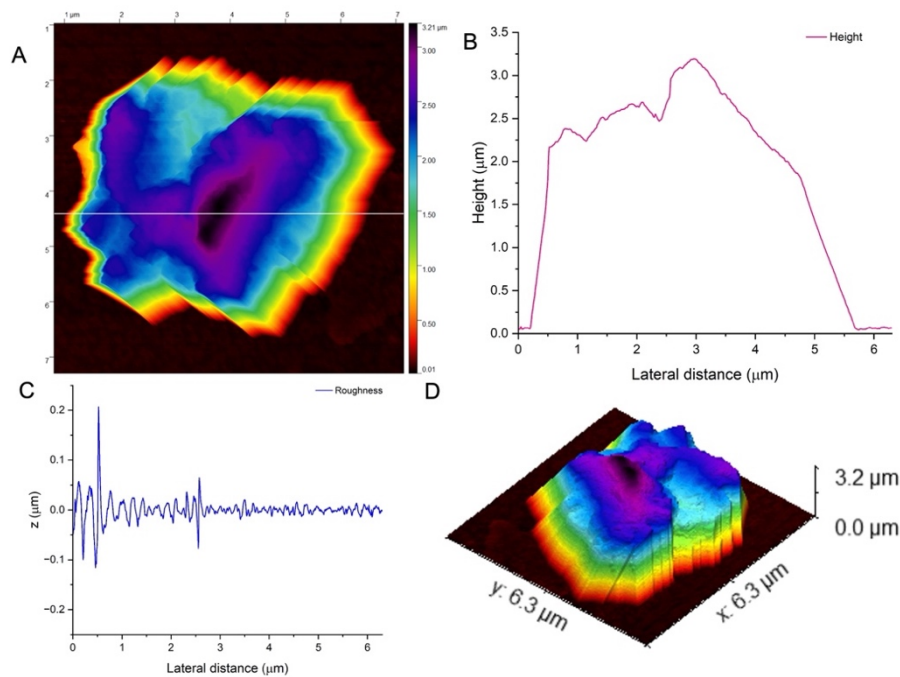 A
1 µm 2 3 4 5 6 7
1
2
3
4
5
6
7
3.21 µm
3.00
2.50
2.00
1.50
1.00
0.50
0.01
B
Height
3.5
3.0
2.5
2.0
1.5
1.0
0.5
0.0
Height (µm)
0 1 2 3 4 5 6
Lateral distance (µm)
C
Roughness
0.2
0.1
0.0
−0.1
−0.2
z (µm)
0 1 2 3 4 5 6
Lateral distance (µm)
D
3.2 µm
0.0 µm
y: 6.3 µm
x: 6.3 µm